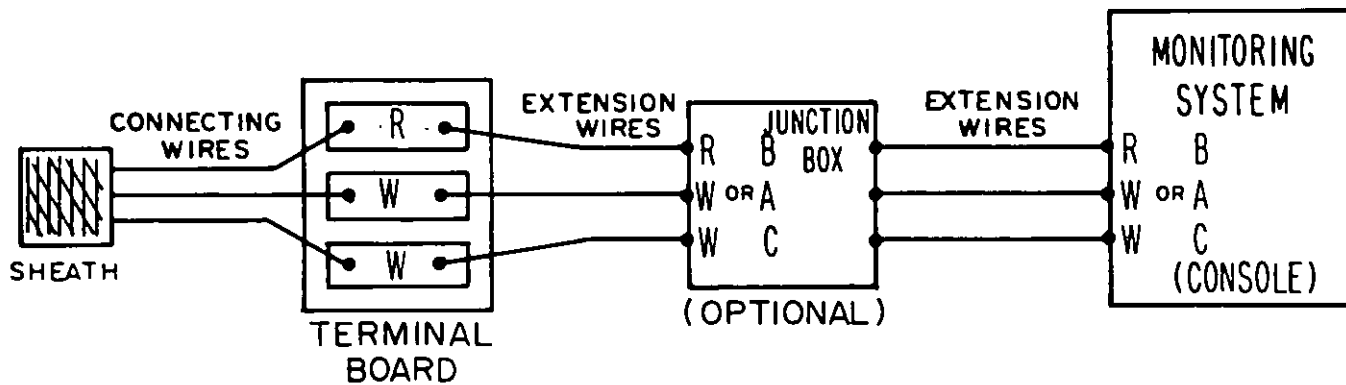 CONNECTING
WIRES
SHEATH
R
W
W
TERMINAL
BOARD
EXTENSION
WIRES
JUNCTION
BOX
R B
W OR A
W C
(OPTIONAL)
EXTENSION
WIRES
MONITORING
SYSTEM
R B
W OR A
W C
(CONSOLE)